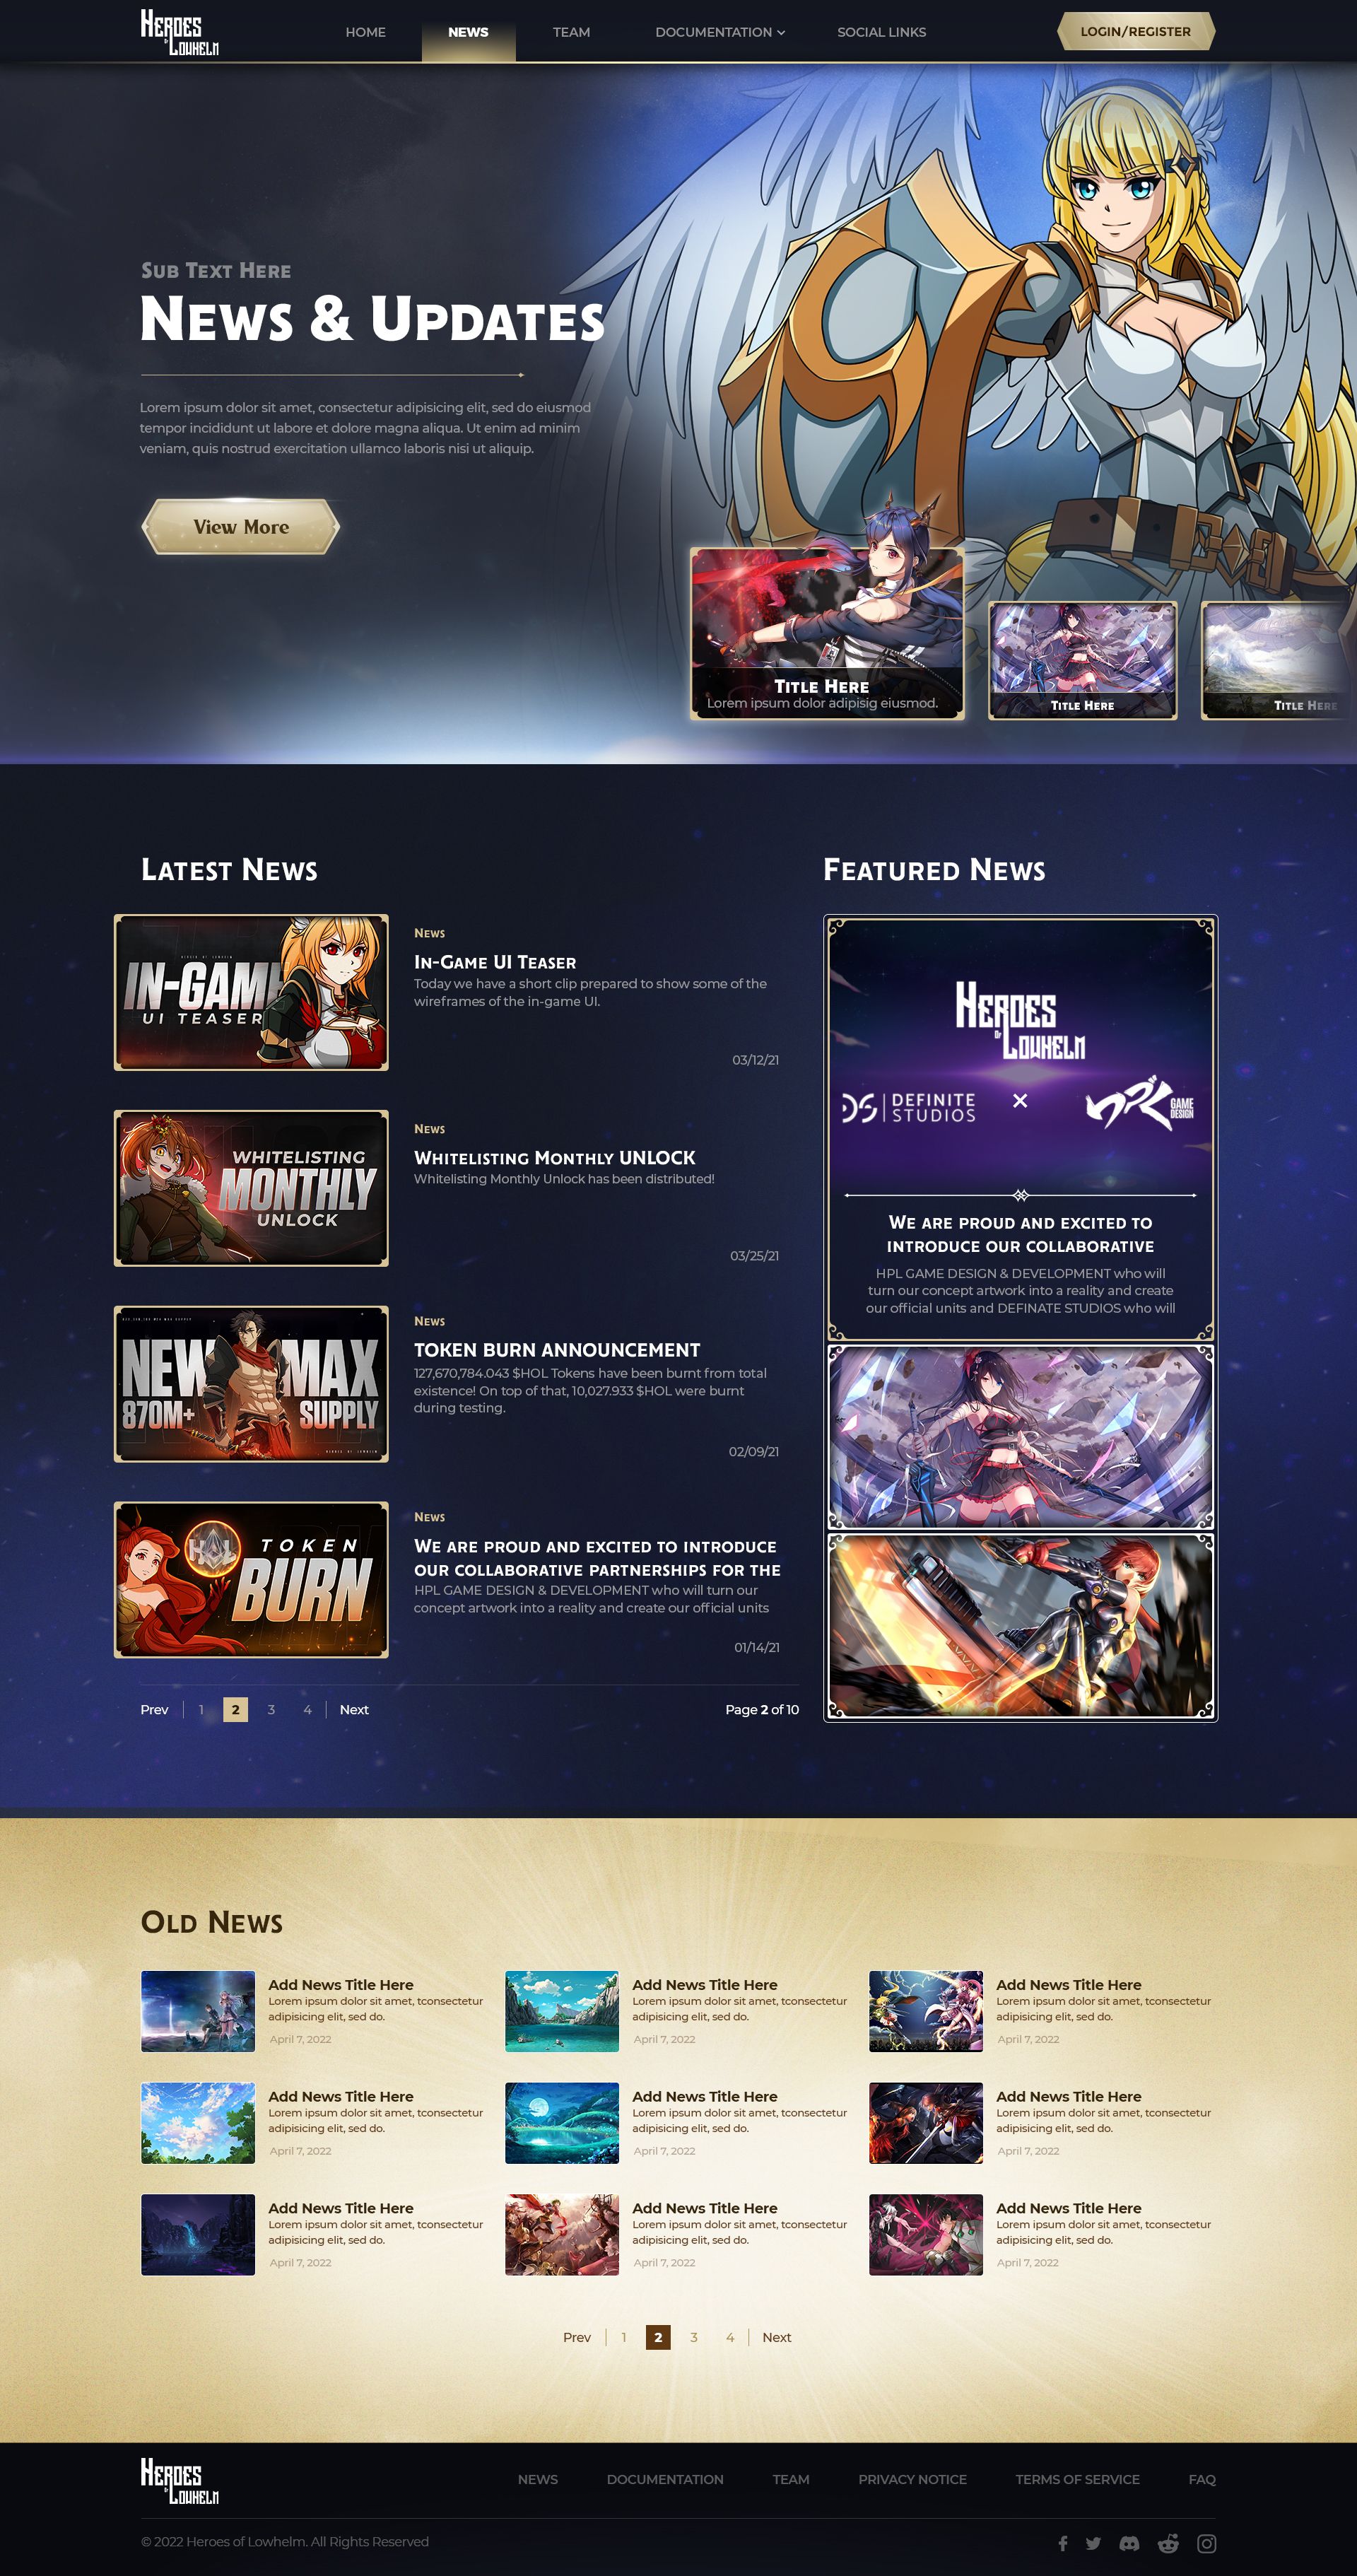 Heroes
of
Lowhelm
HOME
NEWS
TEAM
DOCUMENTATION
SOCIAL LINKS
LOGIN/REGISTER
Sub Text Here
News & Updates
Lorem ipsum dolor sit amet, consectetur adipisicing elit, sed do eiusmod
tempor incididunt ut labore et dolore magna aliqua. Ut enim ad minim
veniam, quis nostrud exercitation ullamco laboris nisi ut aliquip.
View More
Title Here
Lorem ipsum dolor adipisig eiusmod.
Title Here
Title Here
Latest News
IN-GAME
UI TEASER
News
In-Game UI Teaser
Today we have a short clip prepared to show some of the
wireframes of the in-game UI.
03/12/21
WHITELISTING
MONTHLY
UNLOCK
News
Whitelisting Monthly UNLOCK
Whitelisting Monthly Unlock has been distributed!
03/25/21
NEW MAX
870M+ SUPPLY
News
TOKEN BURN ANNOUNCEMENT
127,670,784.043 $HOL Tokens have been burnt from total
existence! On top of that, 10,027.933 $HOL were burnt
during testing.
02/09/21
HOL
TOKEN
BURN
News
We are proud and excited to introduce
our collaborative partnerships for the
HPL GAME DESIGN & DEVELOPMENT who will turn our
concept artwork into a reality and create our official units
01/14/21
Prev 1 2 3 4 Next
Page 2 of 10
Featured News
Heroes
of
Lowhelm
DS DEFINITE
STUDIOS
×
GAME
DESIGN
We are proud and excited to
introduce our collaborative
HPL GAME DESIGN & DEVELOPMENT who will
turn our concept artwork into a reality and create
our official units and DEFINATE STUDIOS who will
Old News
Add News Title Here
Lorem ipsum dolor sit amet, tconsectetur
adipisicing elit, sed do.
April 7, 2022
Add News Title Here
Lorem ipsum dolor sit amet, tconsectetur
adipisicing elit, sed do.
April 7, 2022
Add News Title Here
Lorem ipsum dolor sit amet, tconsectetur
adipisicing elit, sed do.
April 7, 2022
Add News Title Here
Lorem ipsum dolor sit amet, tconsectetur
adipisicing elit, sed do.
April 7, 2022
Add News Title Here
Lorem ipsum dolor sit amet, tconsectetur
adipisicing elit, sed do.
April 7, 2022
Add News Title Here
Lorem ipsum dolor sit amet, tconsectetur
adipisicing elit, sed do.
April 7, 2022
Add News Title Here
Lorem ipsum dolor sit amet, tconsectetur
adipisicing elit, sed do.
April 7, 2022
Add News Title Here
Lorem ipsum dolor sit amet, tconsectetur
adipisicing elit, sed do.
April 7, 2022
Add News Title Here
Lorem ipsum dolor sit amet, tconsectetur
adipisicing elit, sed do.
April 7, 2022
Prev 1 2 3 4 Next
Heroes
of
Lowhelm
NEWS
DOCUMENTATION
TEAM
PRIVACY NOTICE
TERMS OF SERVICE
FAQ
© 2022 Heroes of Lowhelm. All Rights Reserved